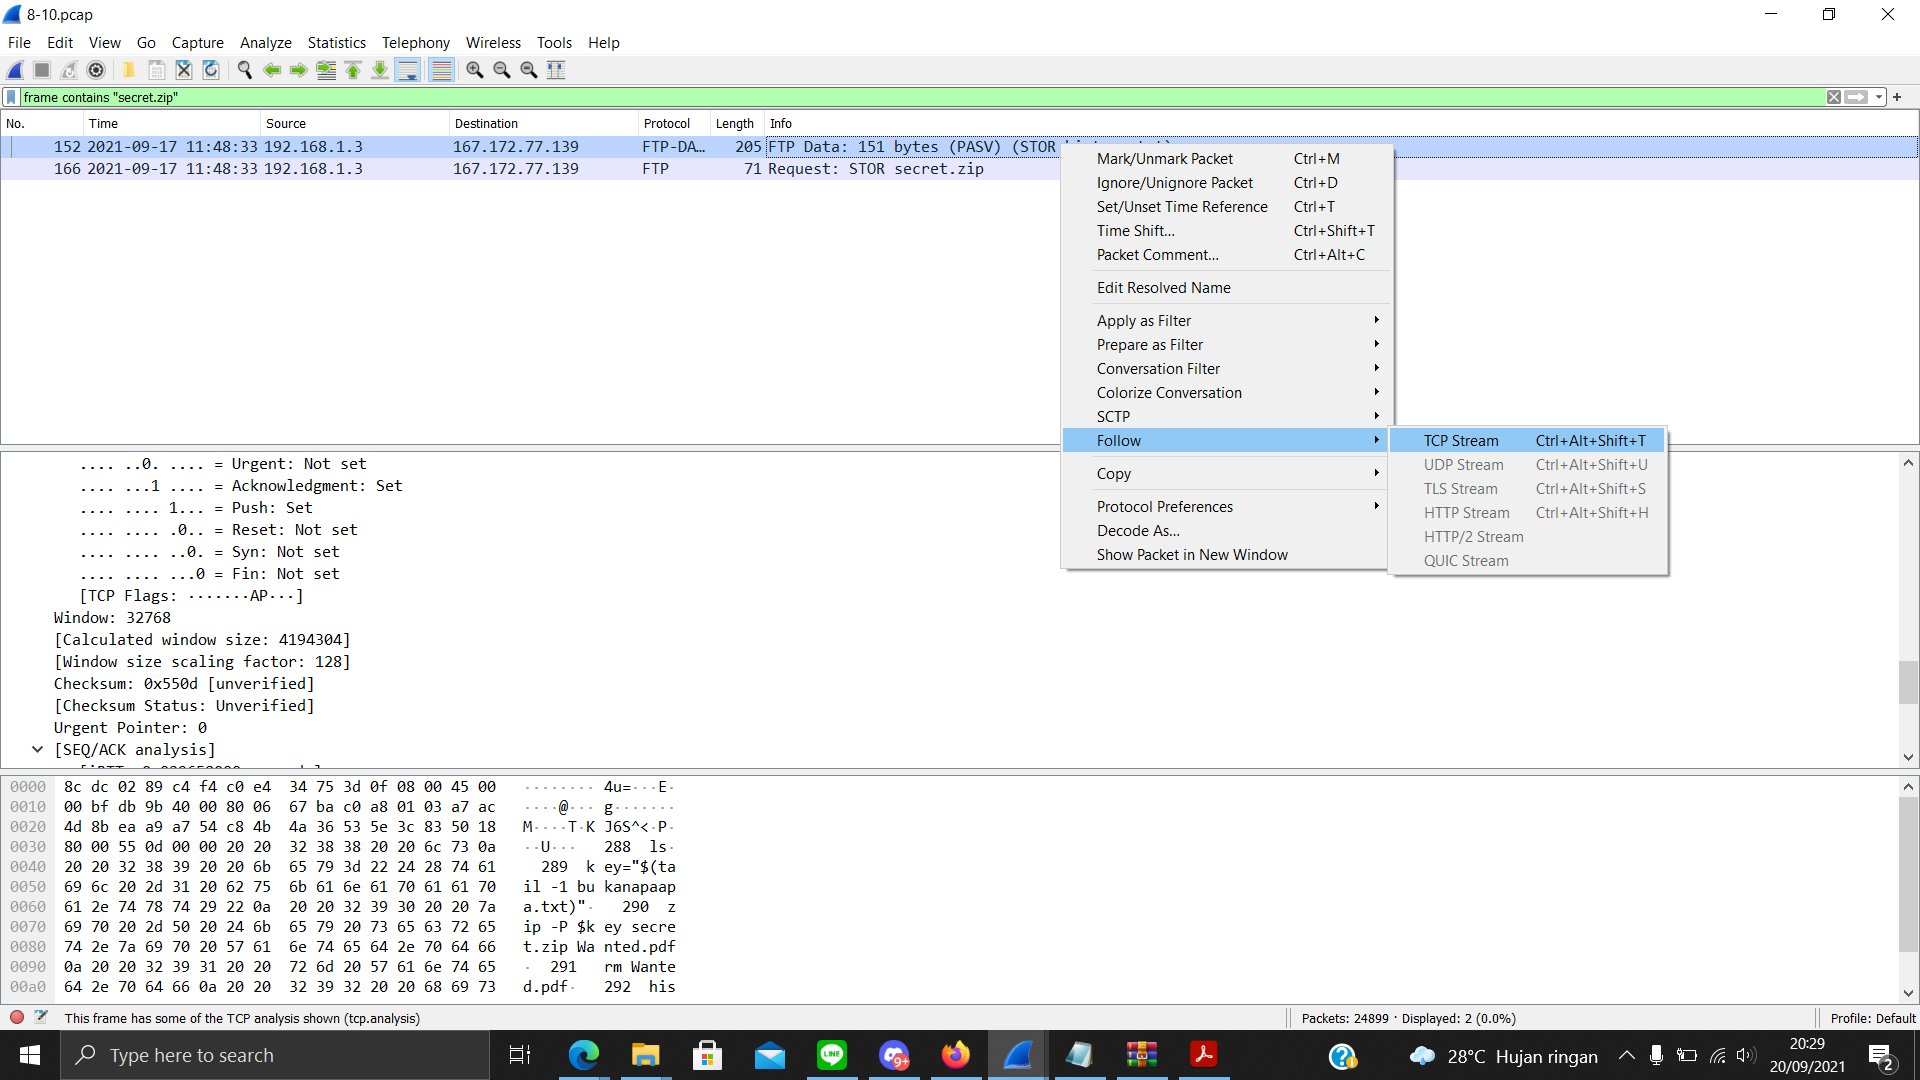 8-10.pcap
File Edit View Go Capture Analyze Statistics Telephony Wireless Tools Help
frame contains "secret.zip"
No. Time Source Destination Protocol Length Info
152 2021-09-17 11:48:33 192.168.1.3 167.172.77.139 FTP-DA… 205 FTP Data: 151 bytes (PASV) (STOR
166 2021-09-17 11:48:33 192.168.1.3 167.172.77.139 FTP 71 Request: STOR secret.zip
Mark/Unmark Packet Ctrl+M
Ignore/Unignore Packet Ctrl+D
Set/Unset Time Reference Ctrl+T
Time Shift... Ctrl+Shift+T
Packet Comment... Ctrl+Alt+C
Edit Resolved Name
Apply as Filter
Prepare as Filter
Conversation Filter
Colorize Conversation
SCTP
Follow
Copy
Protocol Preferences
Decode As...
Show Packet in New Window
TCP Stream Ctrl+Alt+Shift+T
UDP Stream Ctrl+Alt+Shift+U
TLS Stream Ctrl+Alt+Shift+S
HTTP Stream Ctrl+Alt+Shift+H
HTTP/2 Stream
QUIC Stream
.... ..0. .... = Urgent: Not set
.... ...1 .... = Acknowledgment: Set
.... .... 1... = Push: Set
.... .... .0.. = Reset: Not set
.... .... ..0. = Syn: Not set
.... .... ...0 = Fin: Not set
[TCP Flags: ·······AP···]
Window: 32768
[Calculated window size: 4194304]
[Window size scaling factor: 128]
Checksum: 0x550d [unverified]
[Checksum Status: Unverified]
Urgent Pointer: 0
[SEQ/ACK analysis]
0000 8c dc 02 89 c4 f4 c0 e4 34 75 3d 0f 08 00 45 00 ········ 4u=···E·
0010 00 bf db 9b 40 00 80 06 67 ba c0 a8 01 03 a7 ac ····@··· g·······
0020 4d 8b ea a9 a7 54 c8 4b 4a 36 53 5e 3c 83 50 18 M····T·K J6S^<·P·
0030 80 00 55 0d 00 00 20 20 32 38 38 20 20 6c 73 0a ··U··· 288 ls·
0040 20 20 32 38 39 20 20 6b 65 79 3d 22 24 28 74 61 289 k ey="$(ta
0050 69 6c 20 2d 31 20 62 75 6b 61 6e 61 70 61 61 70 il -1 bu kanapaap
0060 61 2e 74 78 74 29 22 0a 20 20 32 39 30 20 20 7a a.txt)"· 290 z
0070 69 70 20 2d 50 20 24 6b 65 79 20 73 65 63 72 65 ip -P $k ey secre
0080 74 2e 7a 69 70 20 57 61 6e 74 65 64 2e 70 64 66 t.zip Wa nted.pdf
0090 0a 20 20 32 39 31 20 20 72 6d 20 57 61 6e 74 65 · 291 rm Wante
00a0 64 2e 70 64 66 0a 20 20 32 39 32 20 20 68 69 73 d.pdf· 292 his
This frame has some of the TCP analysis shown (tcp.analysis)
Packets: 24899 · Displayed: 2 (0.0%)
Profile: Default
Type here to search
LINE
9+
28°C Hujan ringan
20:29
20/09/2021
2